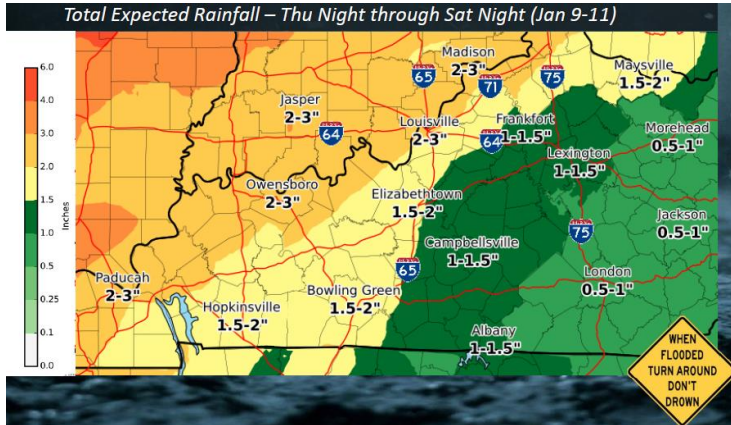 Total Expected Rainfall – Thu Night through Sat Night (Jan 9-11)
6.0
4.0
3.0
2.0
1.5
1.0
0.5
0.25
0.1
0.0
Inches
Madison
2-3"
65
71
75
Maysville
1.5-2"
Jasper
2-3"
64
Louisville
2-3"
Frankfort
1-1.5"
64
Morehead
0.5-1"
Lexington
1-1.5"
Owensboro
2-3"
Elizabethtown
1.5-2"
Jackson
0.5-1"
75
Campbellsville
1-1.5"
65
London
0.5-1"
Paducah
2-3"
Hopkinsville
1.5-2"
Bowling Green
1.5-2"
Albany
1-1.5"
WHEN
FLOODED
TURN AROUND
DON'T
DROWN